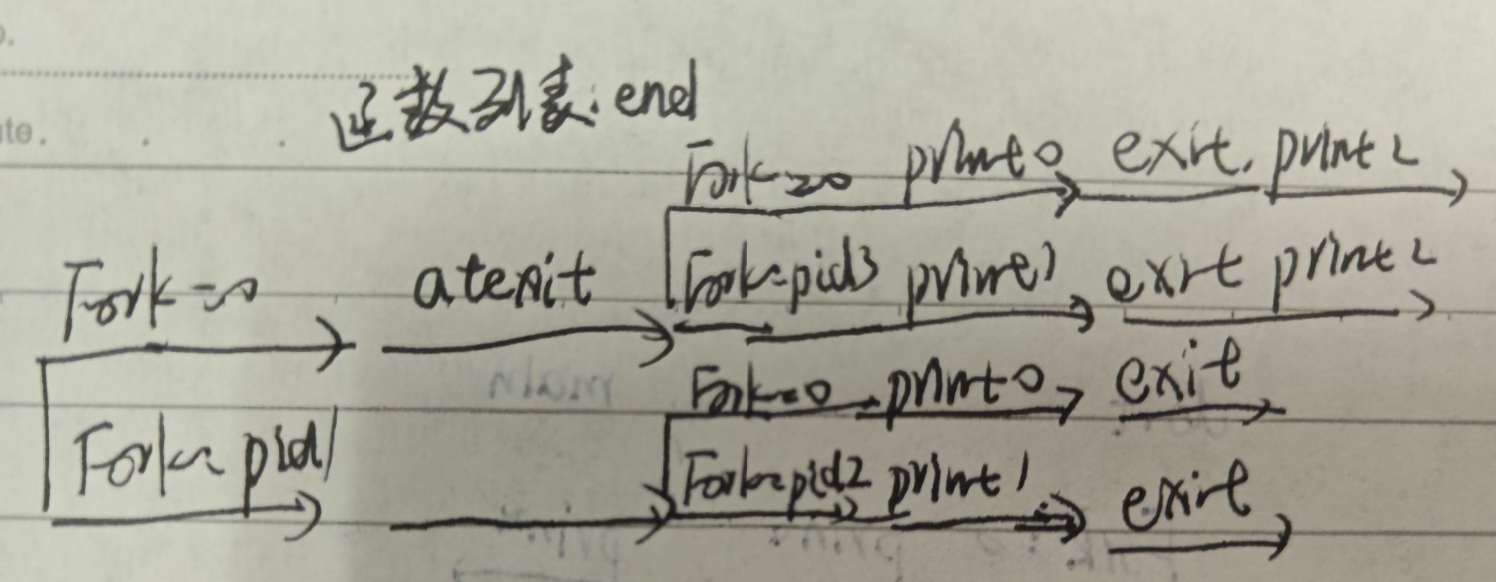 函数列表: end
Fork=0 print0 exit. print2
Fork=0 atexit Fork=pid3 print1 exit print2
Fork=0 print0 exit
Fork=pid1 Fork=pid2 print1 exit